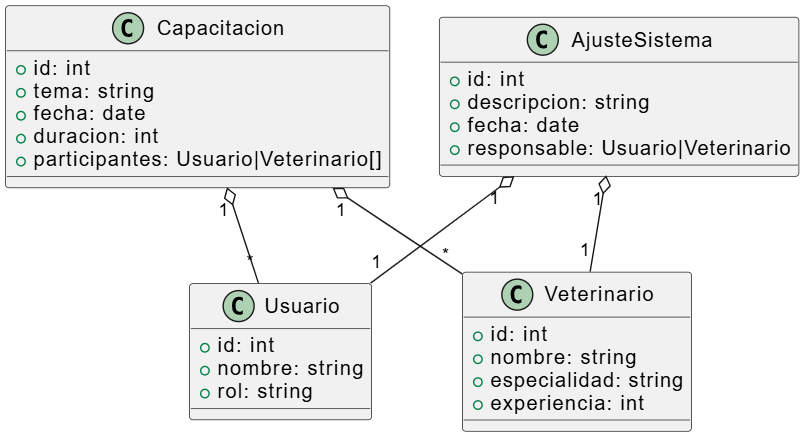 C Capacitacion
id: int
tema: string
fecha: date
duracion: int
participantes: Usuario|Veterinario[]
C AjusteSistema
id: int
descripcion: string
fecha: date
responsable: Usuario|Veterinario
1
1
1
1
*
1
*
1
C Usuario
id: int
nombre: string
rol: string
C Veterinario
id: int
nombre: string
especialidad: string
experiencia: int